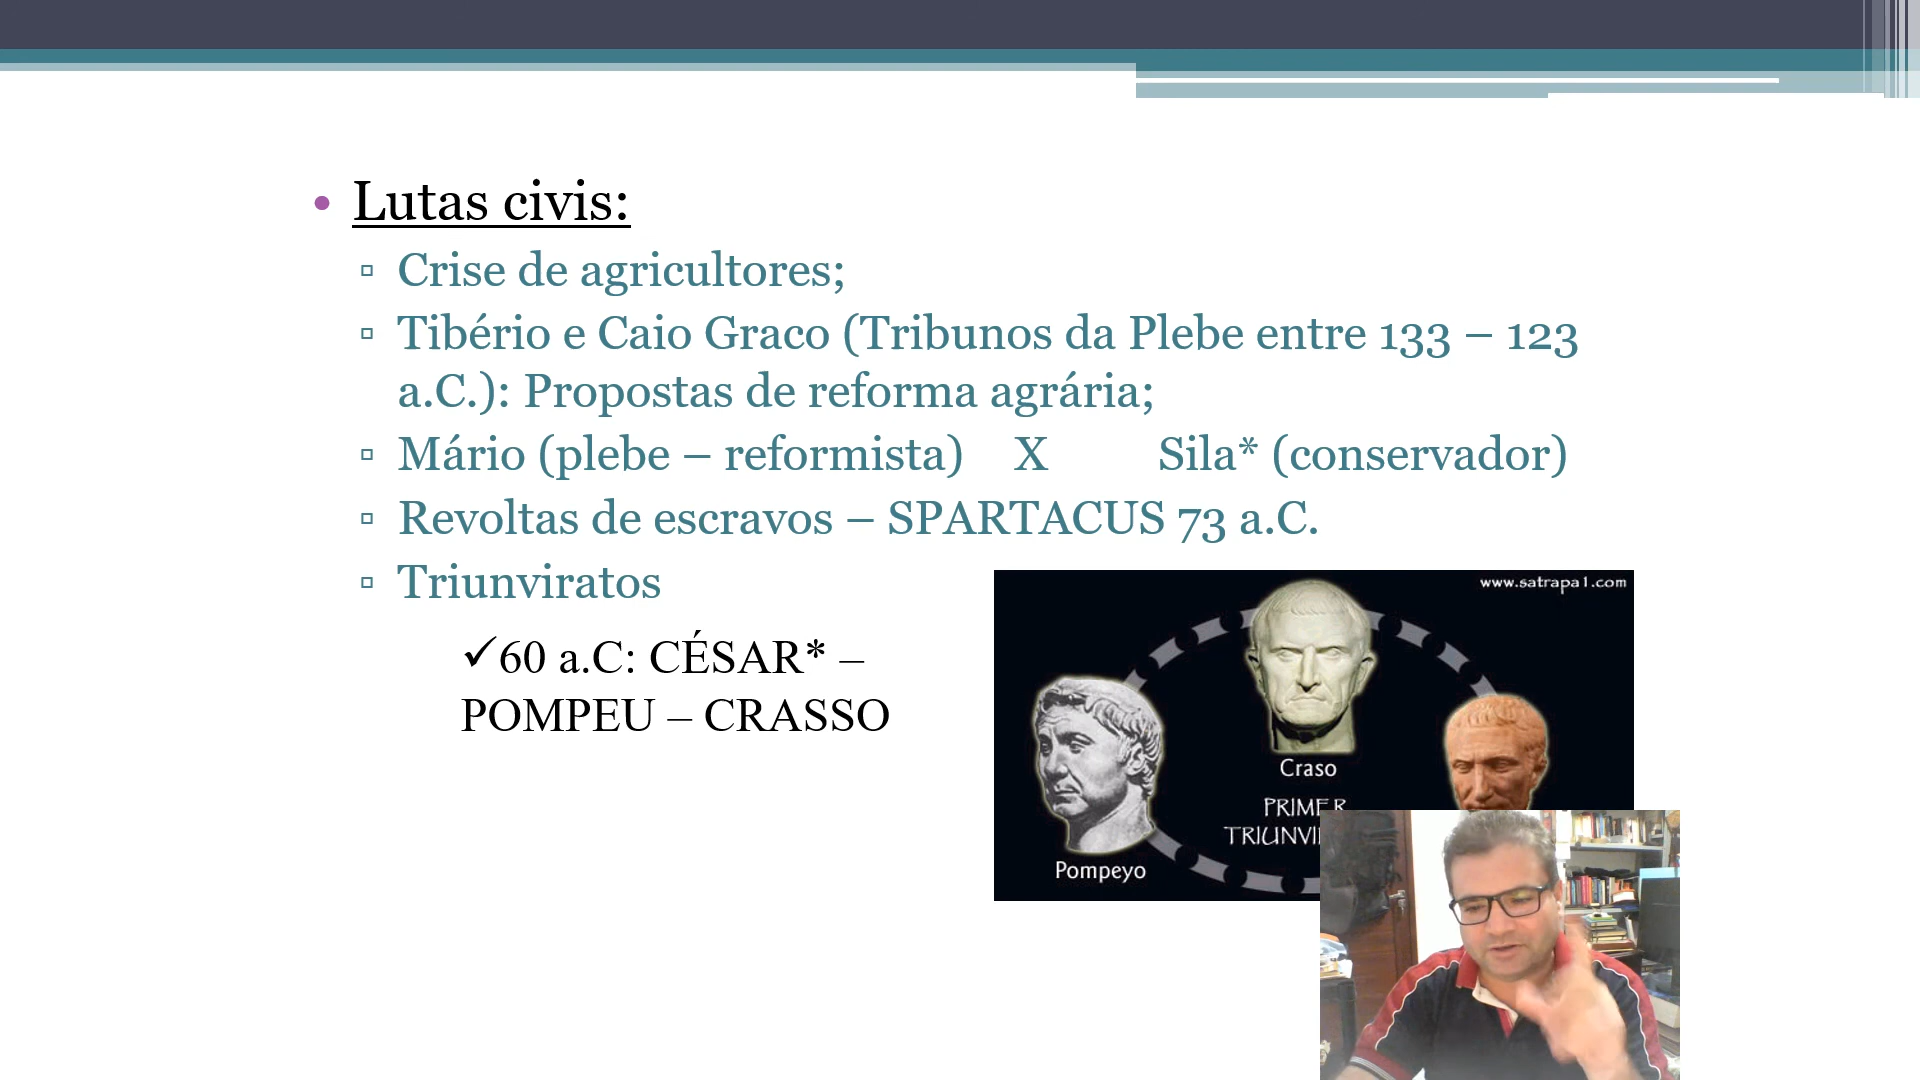 Lutas civis:
Crise de agricultores;
Tibério e Caio Graco (Tribunos da Plebe entre 133 – 123
a.C.): Propostas de reforma agrária;
Mário (plebe – reformista) X Sila* (conservador)
Revoltas de escravos – SPARTACUS 73 a.C.
Triunviratos
✓60 a.C: CÉSAR* –
POMPEU – CRASSO
www.satrapa1.com
Craso
PRIMER
Pompeyo